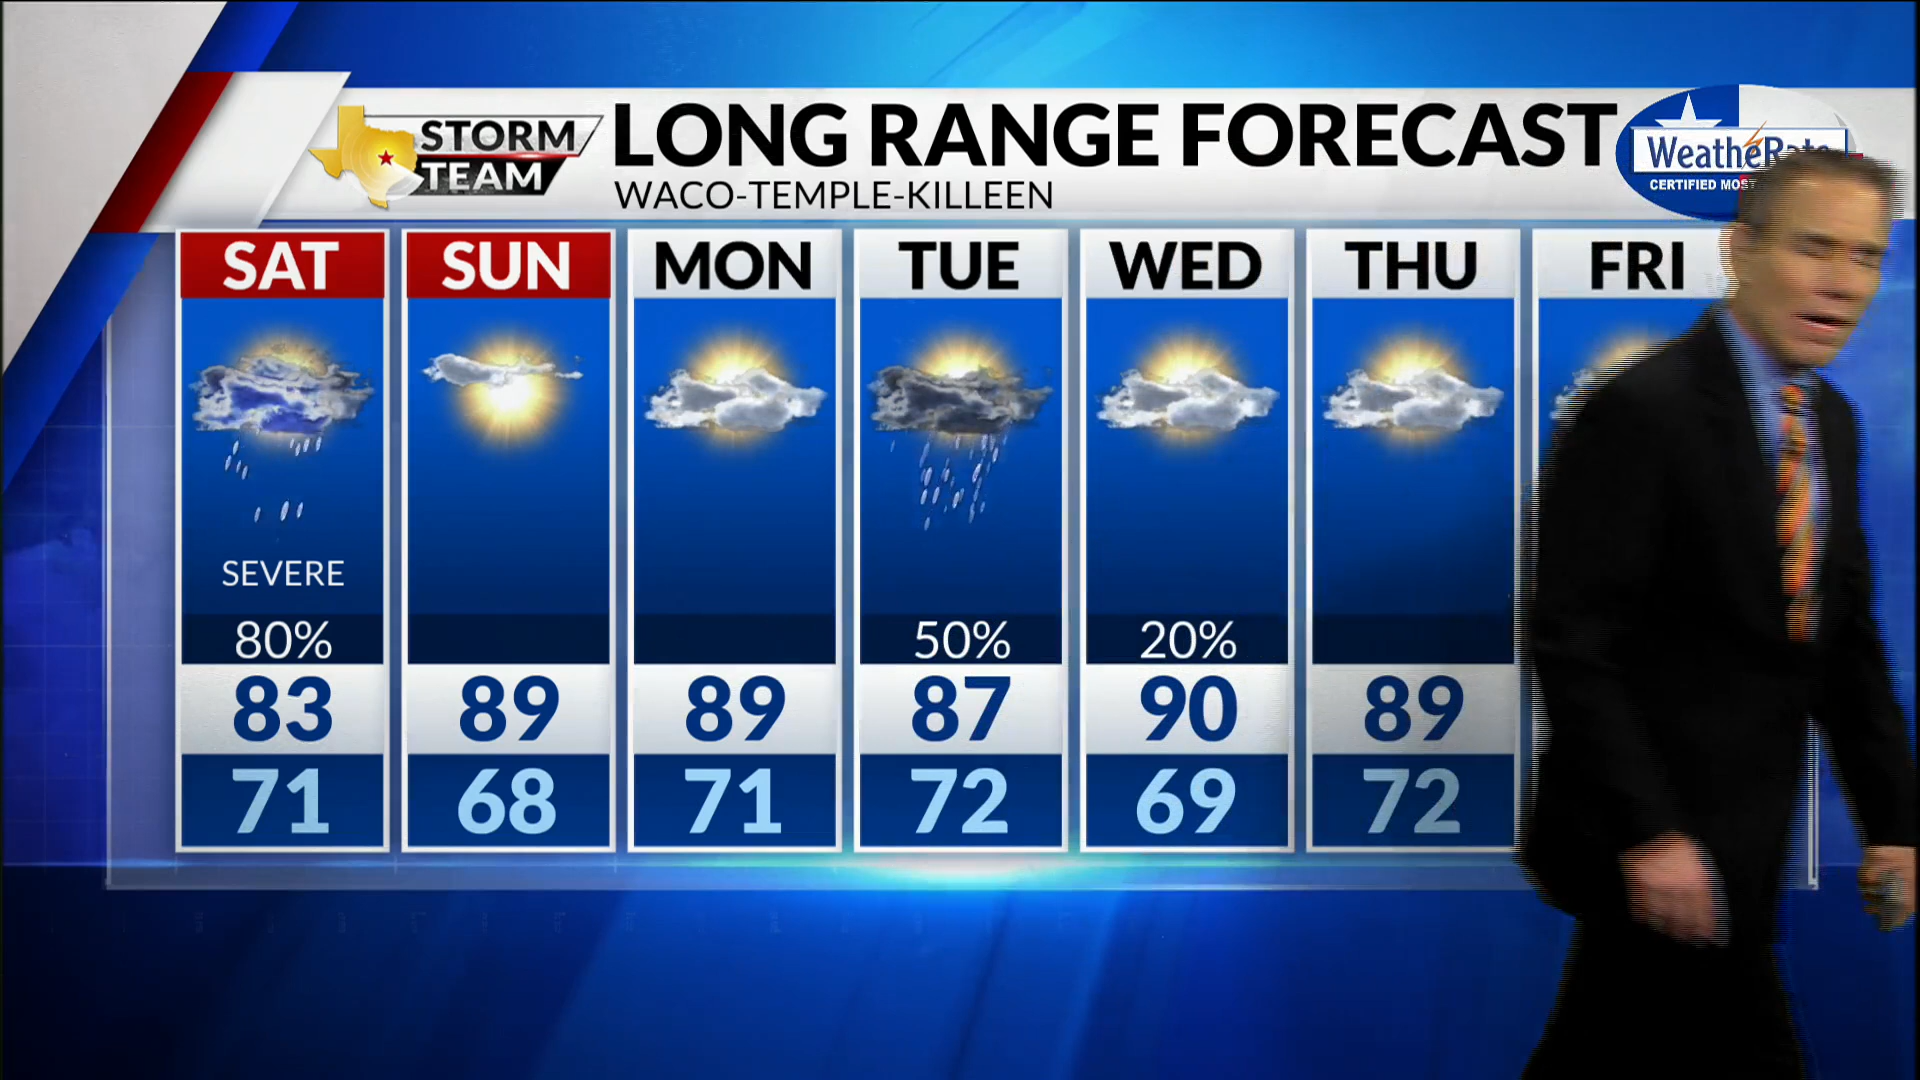 STORM
TEAM
LONG RANGE FORECAST
WACO-TEMPLE-KILLEEN
CERTIFIED
SAT SUN MON TUE WED THU FRI
SEVERE
80% 50% 20%
83 89 89 87 90 89
71 68 71 72 69 72